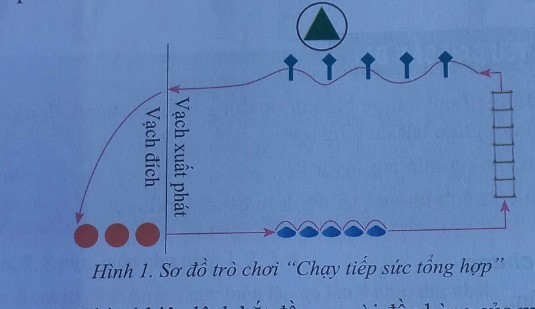 Vạch xuất phát
Vạch đích
Hình 1. Sơ đồ trò chơi “Chạy tiếp sức tổng hợp”